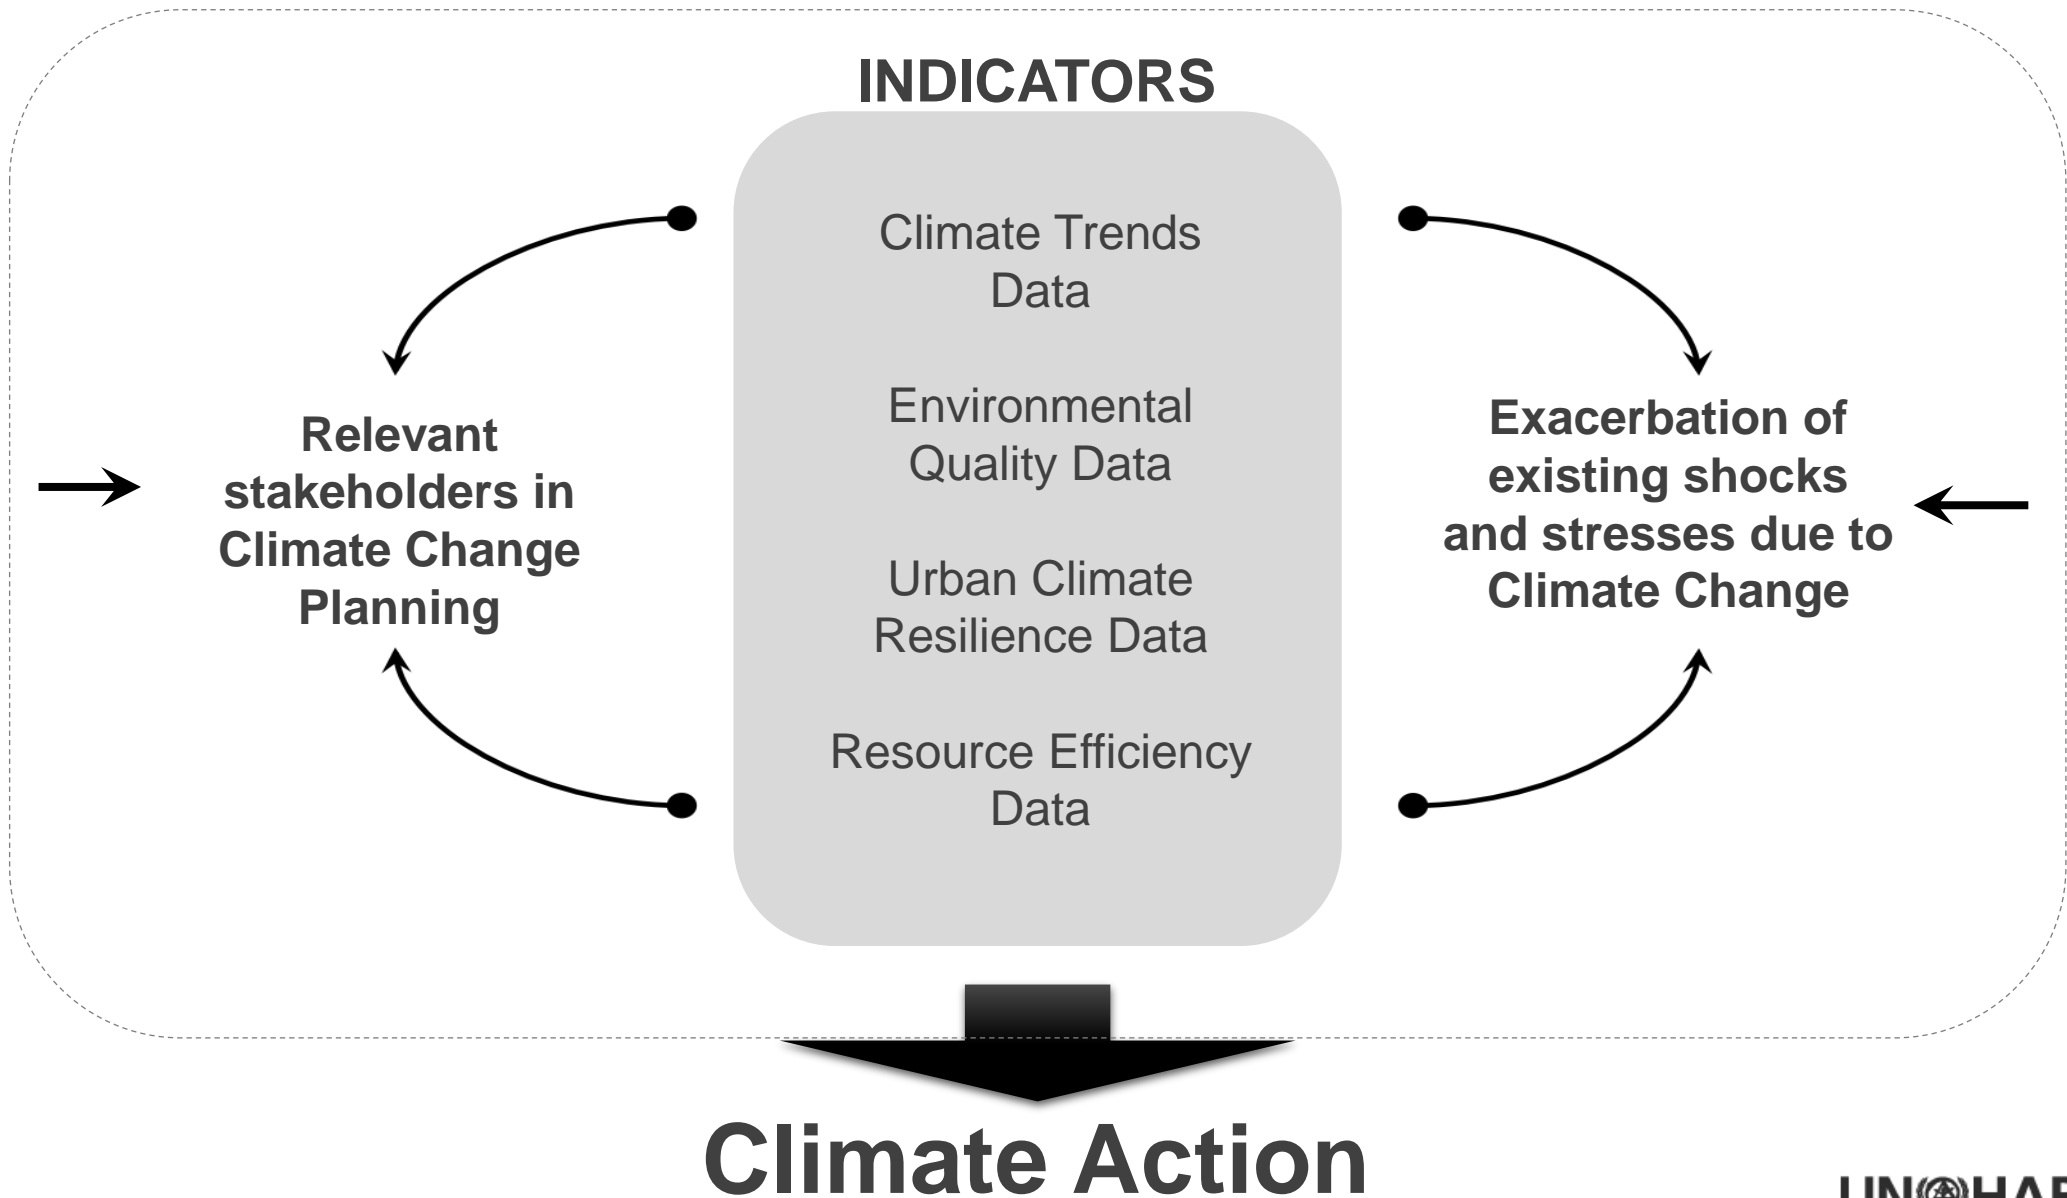 INDICATORS
Climate Trends
Data
Environmental
Quality Data
Urban Climate
Resilience Data
Resource Efficiency
Data
Relevant
stakeholders in
Climate Change
Planning
Exacerbation of
existing shocks
and stresses due to
Climate Change
Climate Action